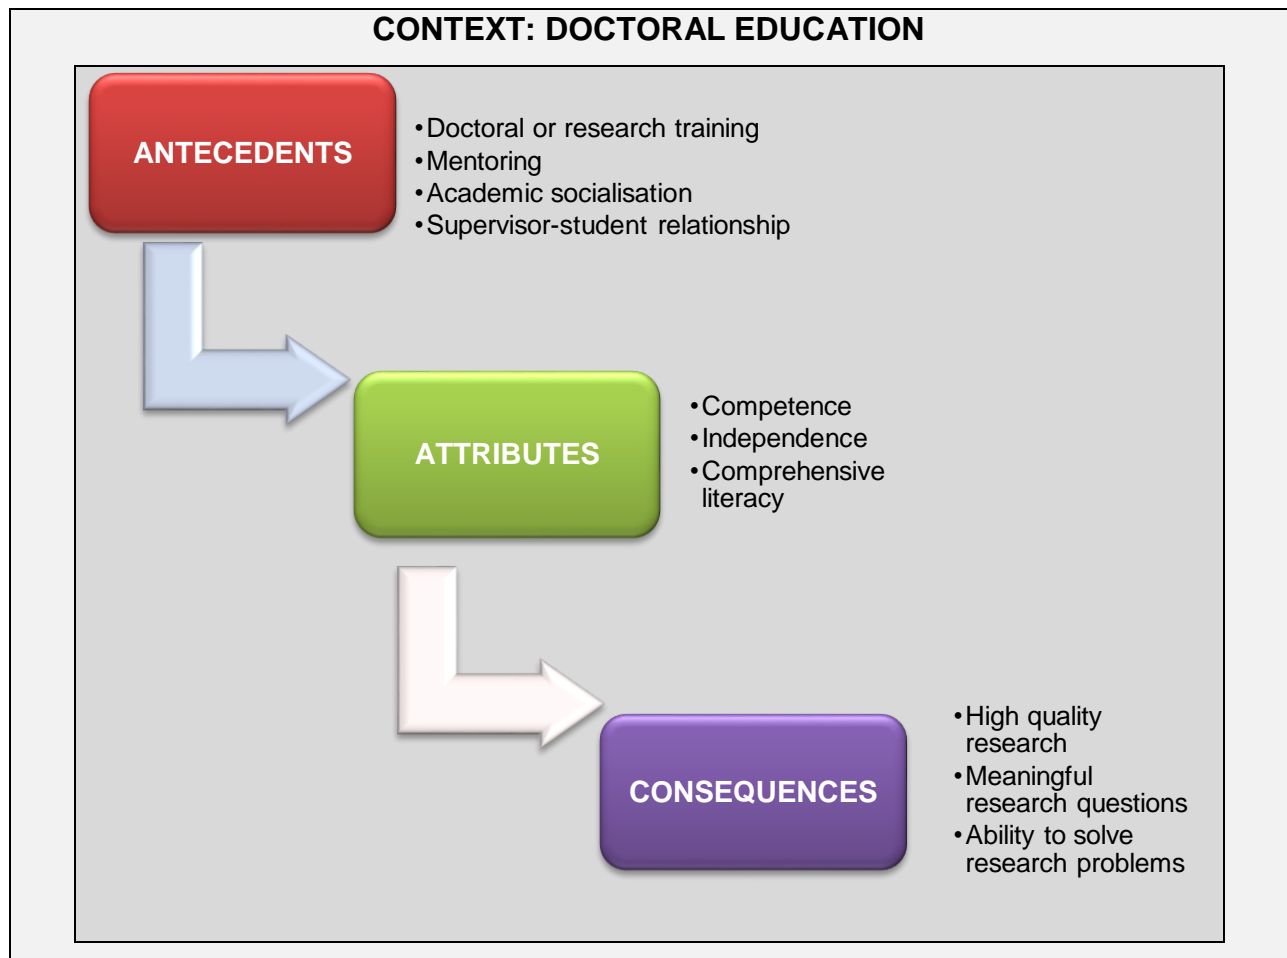 CONTEXT: DOCTORAL EDUCATION
ANTECEDENTS
•Doctoral or research training
•Mentoring
•Academic socialisation
•Supervisor-student relationship
ATTRIBUTES
•Competence
•Independence
•Comprehensive
literacy
CONSEQUENCES
•High quality
research
•Meaningful
research questions
•Ability to solve
research problems